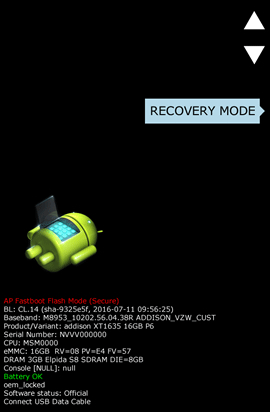 RECOVERY MODE
AP Fastboot Flash Mode (Secure)
BL: CL.14 (sha-9325e5f, 2016-07-11 09:56:25)
Baseband: M8953_10202.56.04.38R ADDISON_VZW_CUST
Product/Variant: addison XT1635 16GB P6
Serial Number: NVVV000000
CPU: MSM0000
eMMC: 16GB  RV=08 PV=E4 FV=57
DRAM 3GB Elpida S8 SDRAM DIE=8GB
Console [NULL]: null
Battery OK
oem_locked
Software status: Official
Connect USB Data Cable